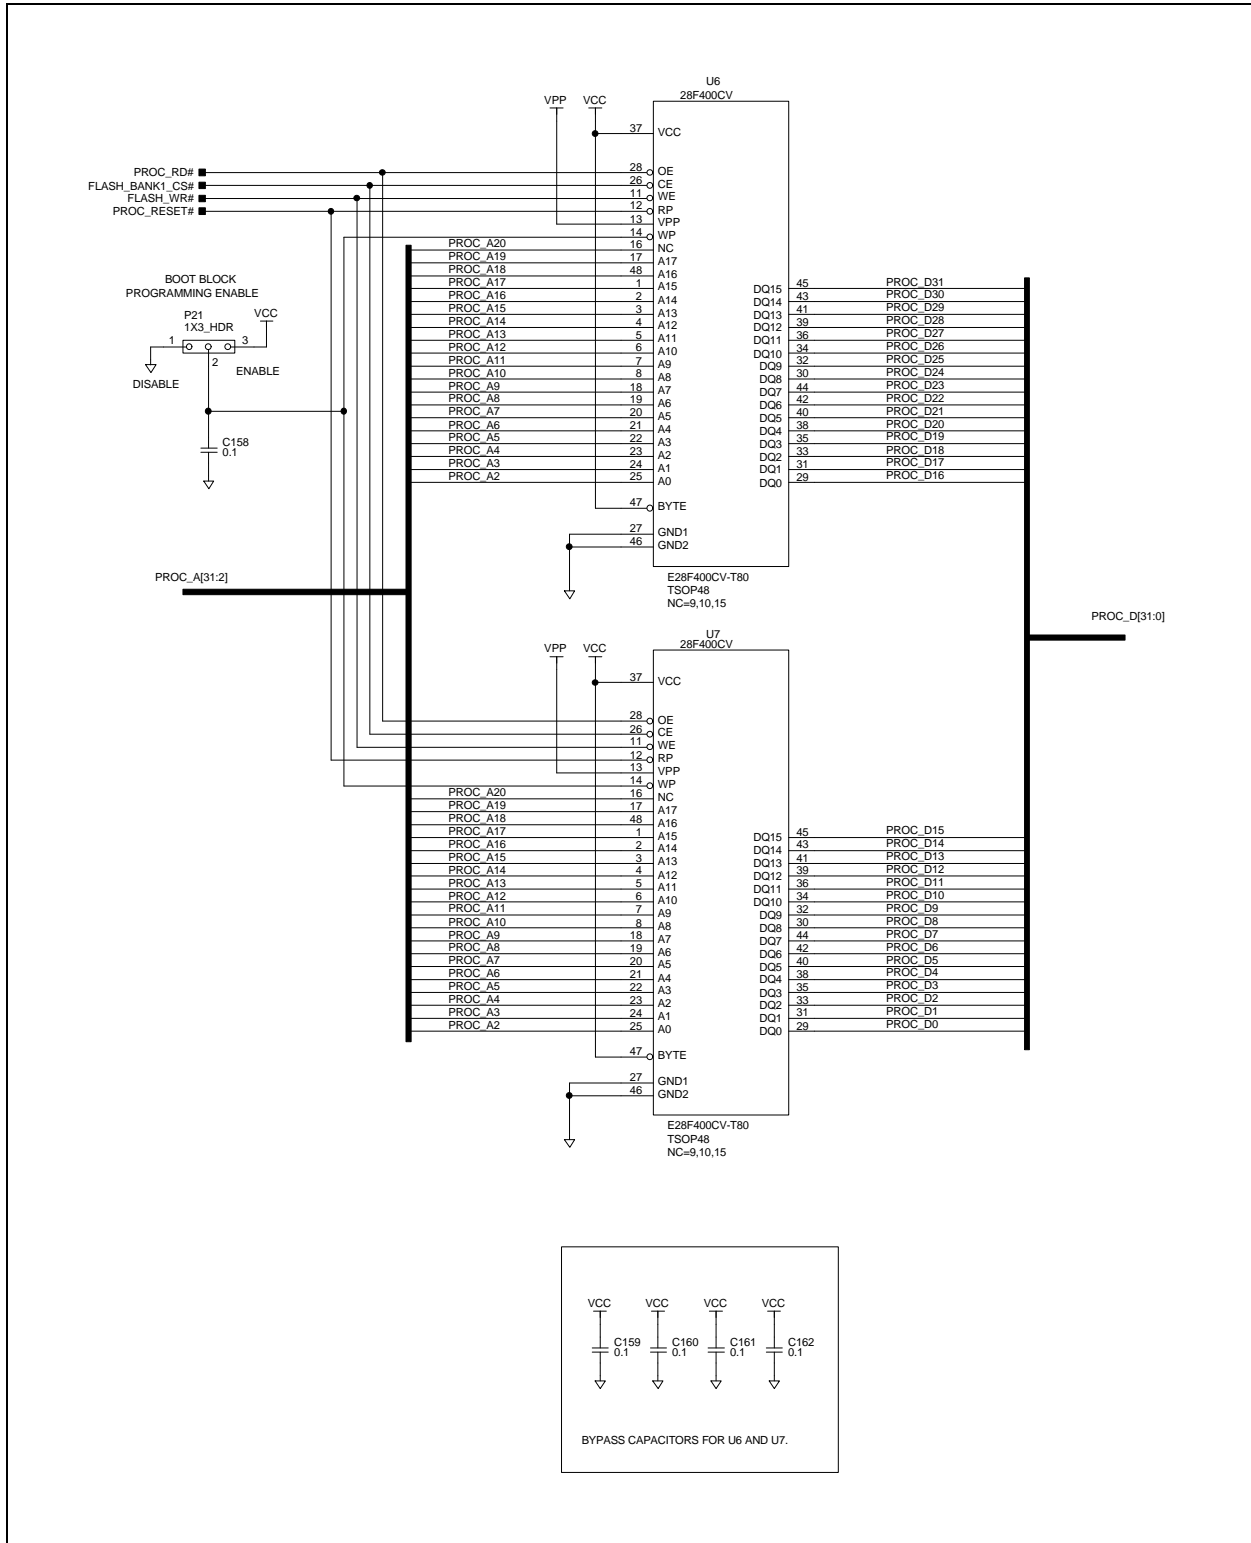 U6
28F400CV
VPP VCC
37 VCC
PROC_RD# 28 OE
FLASH_BANK1_CS# 26 CE
FLASH_WR# 11 WE
PROC_RESET# 12 RP
13 VPP
14 WP
PROC_A20 16 NC
PROC_A19 17 A17
PROC_A18 48 A16
PROC_A17 1 A15 DQ15 45 PROC_D31
PROC_A16 2 A14 DQ14 43 PROC_D30
PROC_A15 3 A13 DQ13 41 PROC_D29
PROC_A14 4 A12 DQ12 39 PROC_D28
PROC_A13 5 A11 DQ11 36 PROC_D27
PROC_A12 6 A10 DQ10 34 PROC_D26
PROC_A11 7 A9 DQ9 32 PROC_D25
PROC_A10 8 A8 DQ8 30 PROC_D24
PROC_A9 18 A7 DQ7 44 PROC_D23
PROC_A8 19 A6 DQ6 42 PROC_D22
PROC_A7 20 A5 DQ5 40 PROC_D21
PROC_A6 21 A4 DQ4 38 PROC_D20
PROC_A5 22 A3 DQ3 35 PROC_D19
PROC_A4 23 A2 DQ2 33 PROC_D18
PROC_A3 24 A1 DQ1 31 PROC_D17
PROC_A2 25 A0 DQ0 29 PROC_D16
47 BYTE
27 GND1
46 GND2
E28F400CV-T80
TSOP48
NC=9,10,15
BOOT BLOCK
PROGRAMMING ENABLE
P21 VCC
1X3_HDR
1 3
2
DISABLE ENABLE
C158
0.1
PROC_A[31:2]
PROC_D[31:0]
U7
28F400CV
VPP VCC
37 VCC
28 OE
26 CE
11 WE
12 RP
13 VPP
14 WP
PROC_A20 16 NC
PROC_A19 17 A17
PROC_A18 48 A16
PROC_A17 1 A15 DQ15 45 PROC_D15
PROC_A16 2 A14 DQ14 43 PROC_D14
PROC_A15 3 A13 DQ13 41 PROC_D13
PROC_A14 4 A12 DQ12 39 PROC_D12
PROC_A13 5 A11 DQ11 36 PROC_D11
PROC_A12 6 A10 DQ10 34 PROC_D10
PROC_A11 7 A9 DQ9 32 PROC_D9
PROC_A10 8 A8 DQ8 30 PROC_D8
PROC_A9 18 A7 DQ7 44 PROC_D7
PROC_A8 19 A6 DQ6 42 PROC_D6
PROC_A7 20 A5 DQ5 40 PROC_D5
PROC_A6 21 A4 DQ4 38 PROC_D4
PROC_A5 22 A3 DQ3 35 PROC_D3
PROC_A4 23 A2 DQ2 33 PROC_D2
PROC_A3 24 A1 DQ1 31 PROC_D1
PROC_A2 25 A0 DQ0 29 PROC_D0
47 BYTE
27 GND1
46 GND2
E28F400CV-T80
TSOP48
NC=9,10,15
VCC VCC VCC VCC
C159 C160 C161 C162
0.1 0.1 0.1 0.1
BYPASS CAPACITORS FOR U6 AND U7.